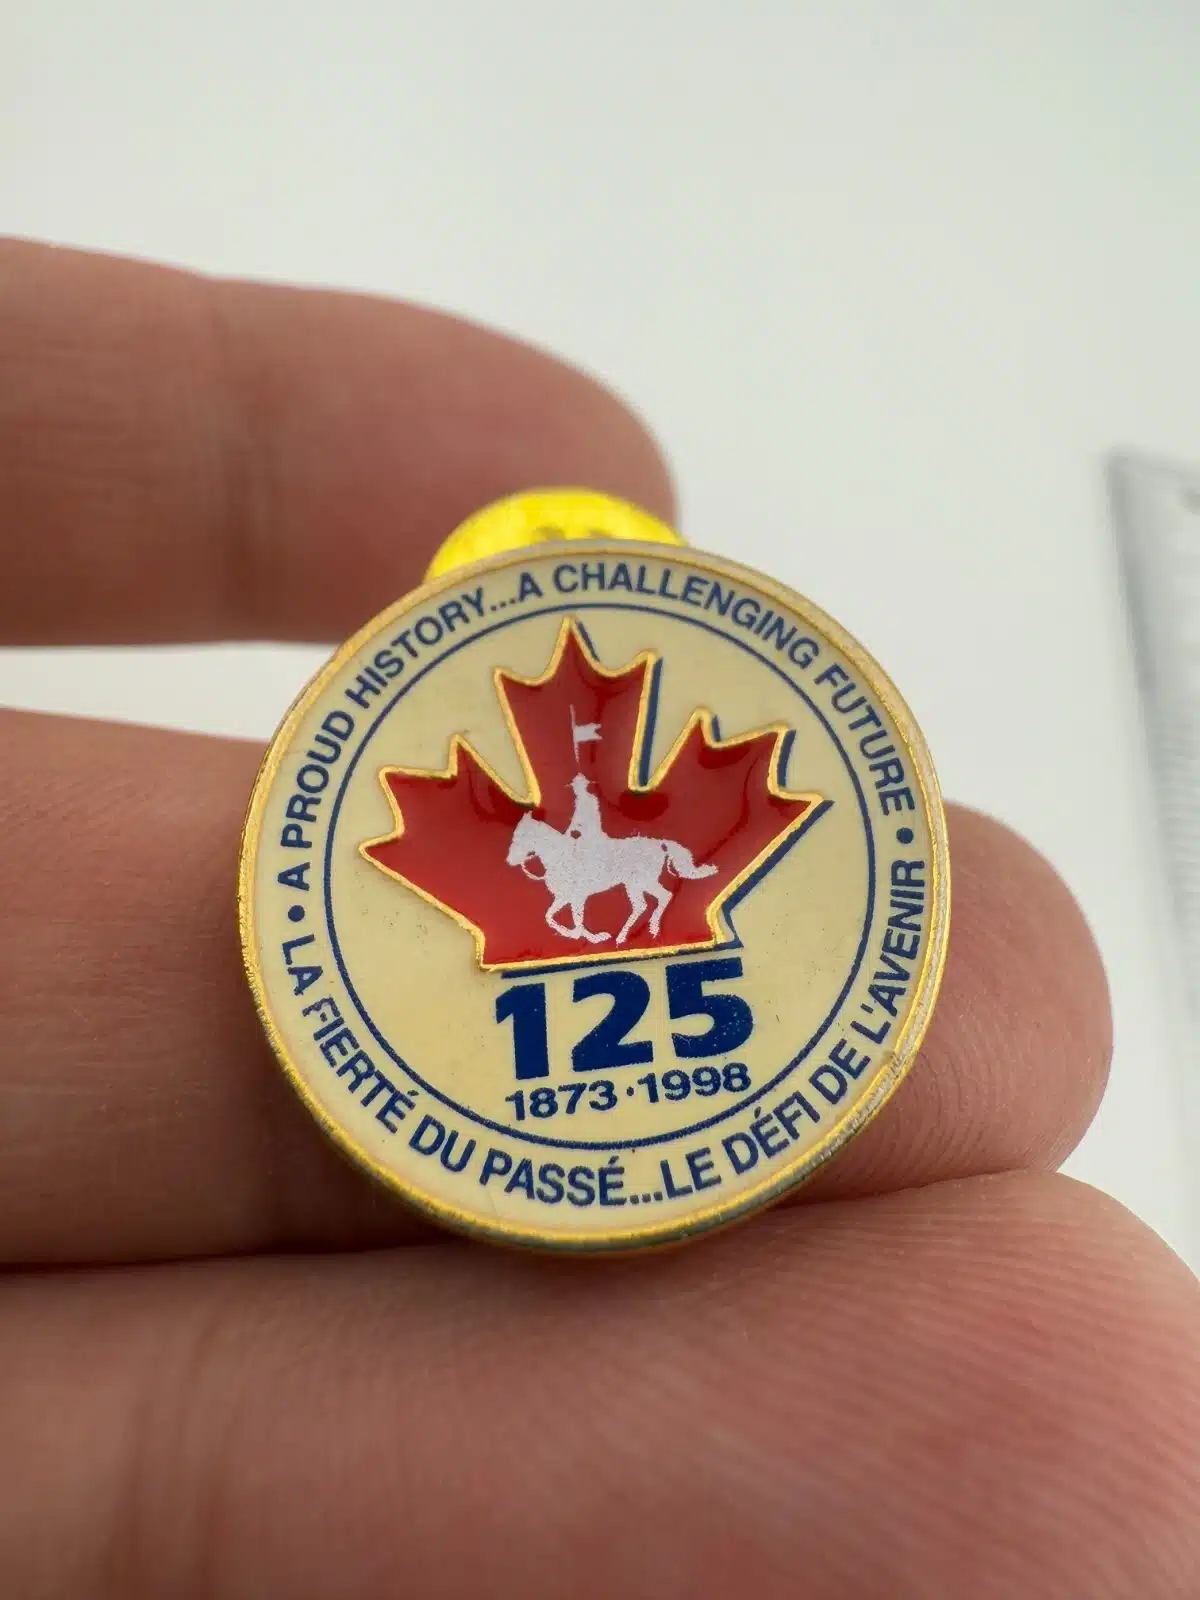 • A PROUD HISTORY...A CHALLENGING FUTURE •
LA FIERTÉ DU PASSÉ...LE DÉFI DE L'AVENIR
125
1873·1998